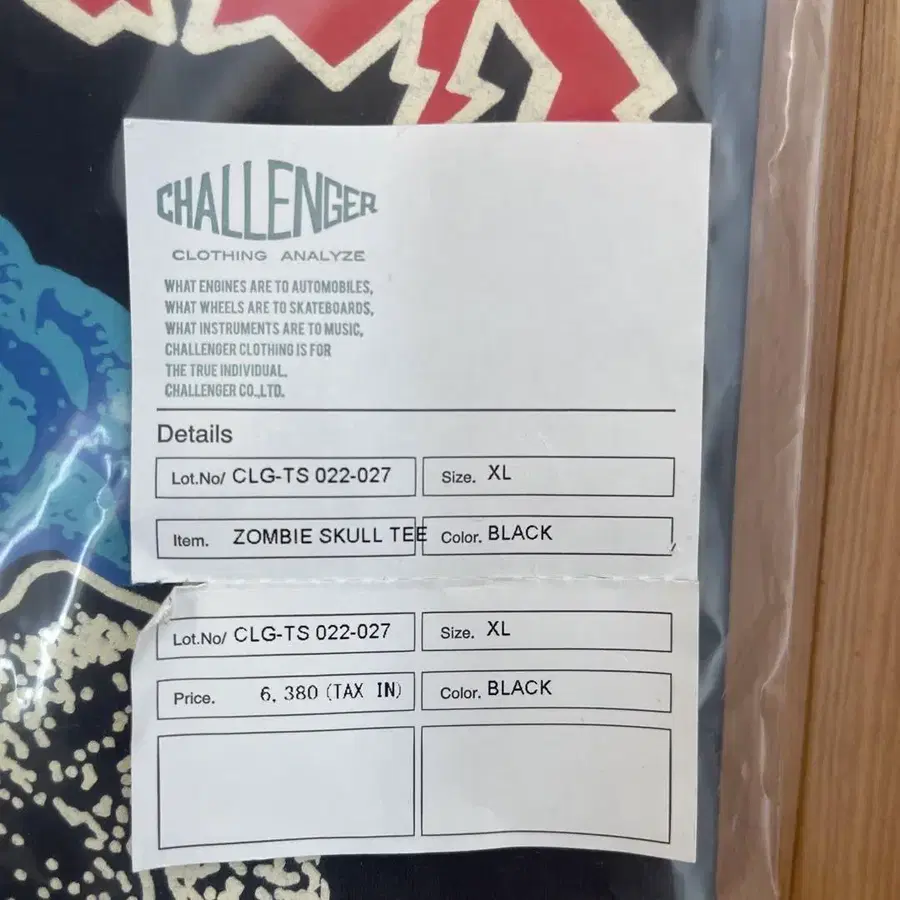 CHALLENGER
CLOTHING ANALYZE
WHAT ENGINES ARE TO AUTOMOBILES,
WHAT WHEELS ARE TO SKATEBOARDS,
WHAT INSTRUMENTS ARE TO MUSIC,
CHALLENGER CLOTHING IS FOR
THE TRUE INDIVIDUAL.
CHALLENGER CO.,LTD.
Details
Lot.No/ CLG-TS 022-027 Size. XL
Item. ZOMBIE SKULL TEE Color. BLACK
Lot.No/ CLG-TS 022-027 Size. XL
Price. 6,380 (TAX IN) Color. BLACK